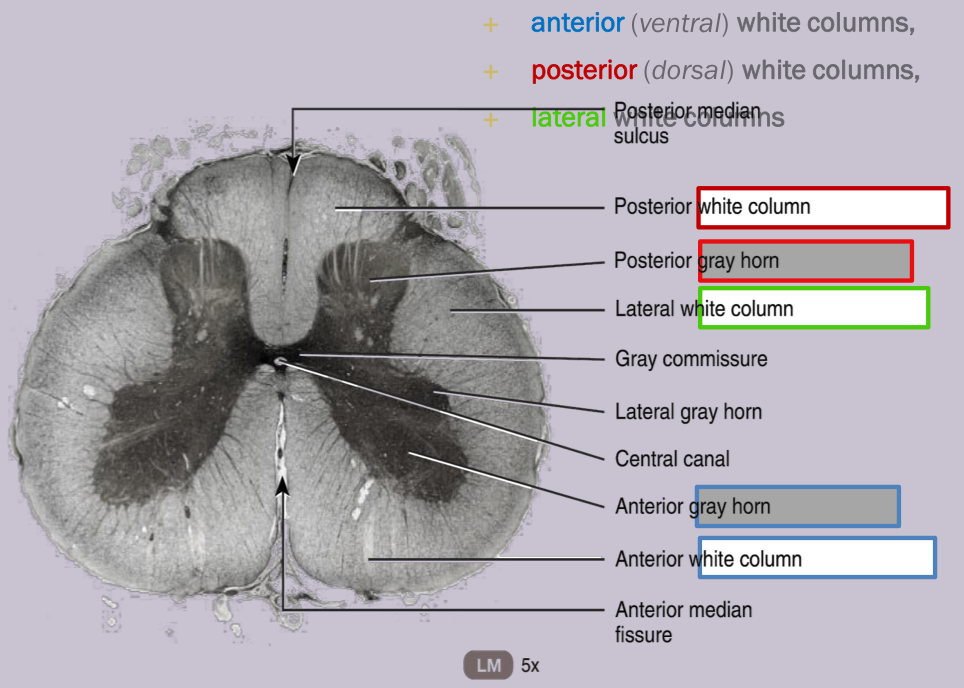 + anterior (ventral) white columns,
+ posterior (dorsal) white columns,
+ lateral white columns
Posterior median
sulcus
Posterior white column
Posterior gray horn
Lateral white column
Gray commissure
Lateral gray horn
Central canal
Anterior gray horn
Anterior white column
Anterior median
fissure
LM 5x